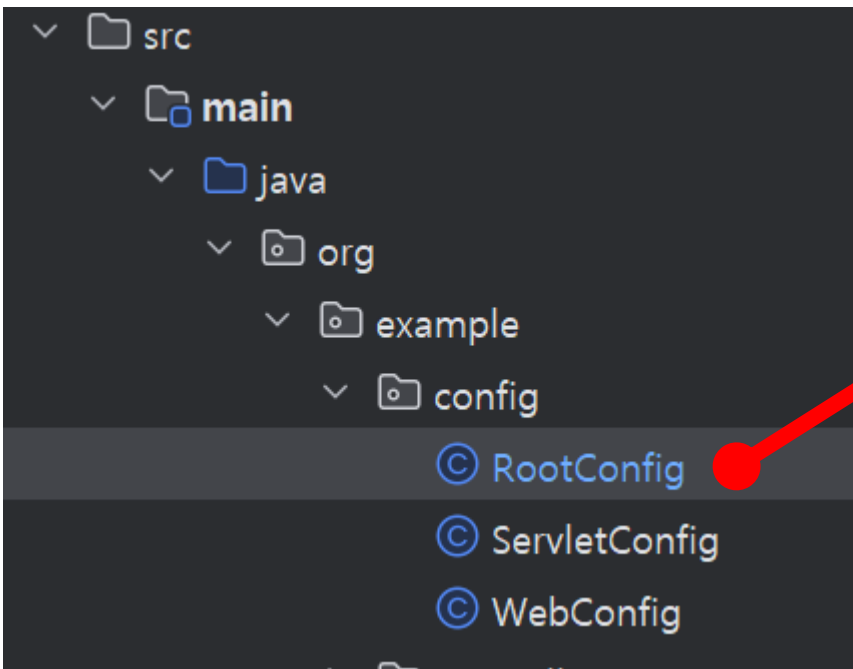 src
main
java
org
example
config
C RootConfig
C ServletConfig
C WebConfig